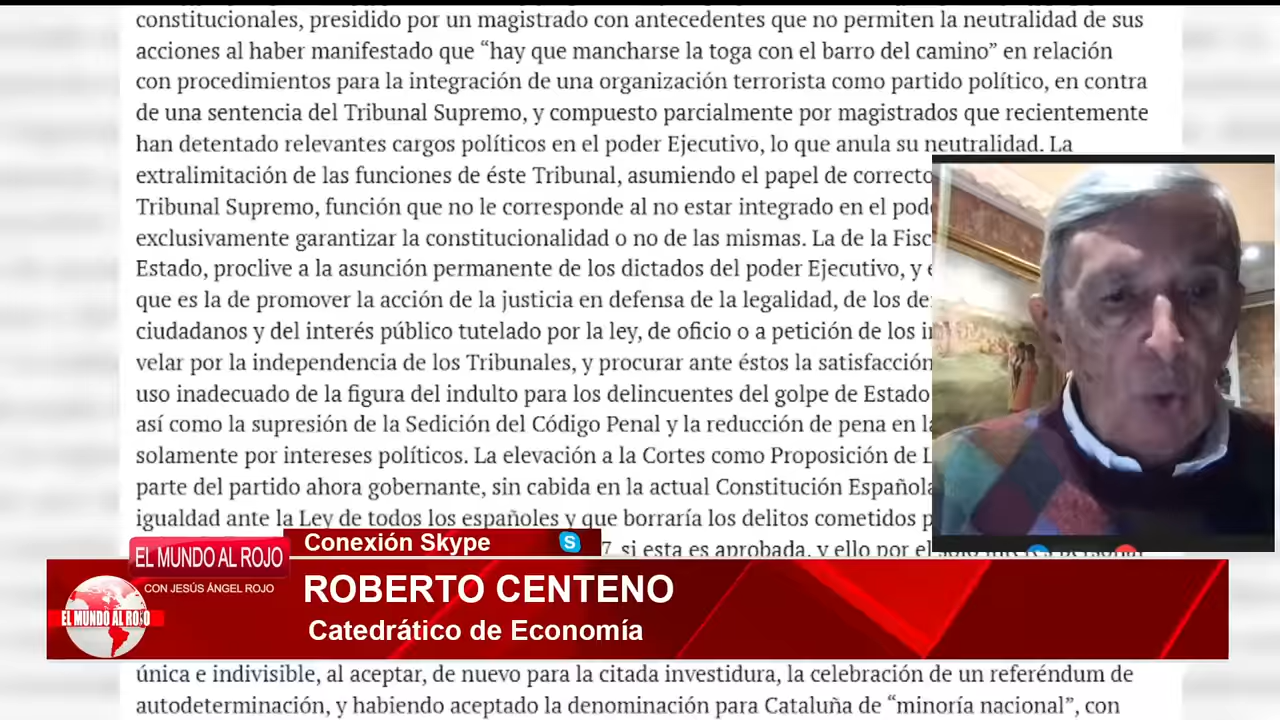 constitucionales, presidido por un magistrado con antecedentes que no permiten la neutralidad de sus
acciones al haber manifestado que “hay que mancharse la toga con el barro del camino” en relación
con procedimientos para la integración de una organización terrorista como partido político, en contra
de una sentencia del Tribunal Supremo, y compuesto parcialmente por magistrados que recientemente
han detentado relevantes cargos políticos en el poder Ejecutivo, lo que anula su neutralidad. La
extralimitación de las funciones de éste Tribunal, asumiendo el papel de correcto
Tribunal Supremo, función que no le corresponde al no estar integrado en el pod
exclusivamente garantizar la constitucionalidad o no de las mismas. La de la Fisc
Estado, proclive a la asunción permanente de los dictados del poder Ejecutivo, y
que es la de promover la acción de la justicia en defensa de la legalidad, de los de
ciudadanos y del interés público tutelado por la ley, de oficio o a petición de los
velar por la independencia de los Tribunales, y procurar ante éstos la satisfacción
uso inadecuado de la figura del indulto para los delincuentes del golpe de Estado
así como la supresión de la Sedición del Código Penal y la reducción de pena en la
solamente por intereses políticos. La elevación a la Cortes como Proposición de
parte del partido ahora gobernante, sin cabida en la actual Constitución Española
igualdad ante la Ley de todos los españoles y que borraría los delitos cometidos
7 si esta es aprobada, y ello por el solo interés personal
Conexión Skype
EL MUNDO AL ROJO
CON JESÚS ÁNGEL ROJO
EL MUNDO AL ROJO
ROBERTO CENTENO
Catedrático de Economía
única e indivisible, al aceptar, de nuevo para la citada investidura, la celebración de un referéndum de
autodeterminación, y habiendo aceptado la denominación para Cataluña de “minoría nacional”, con